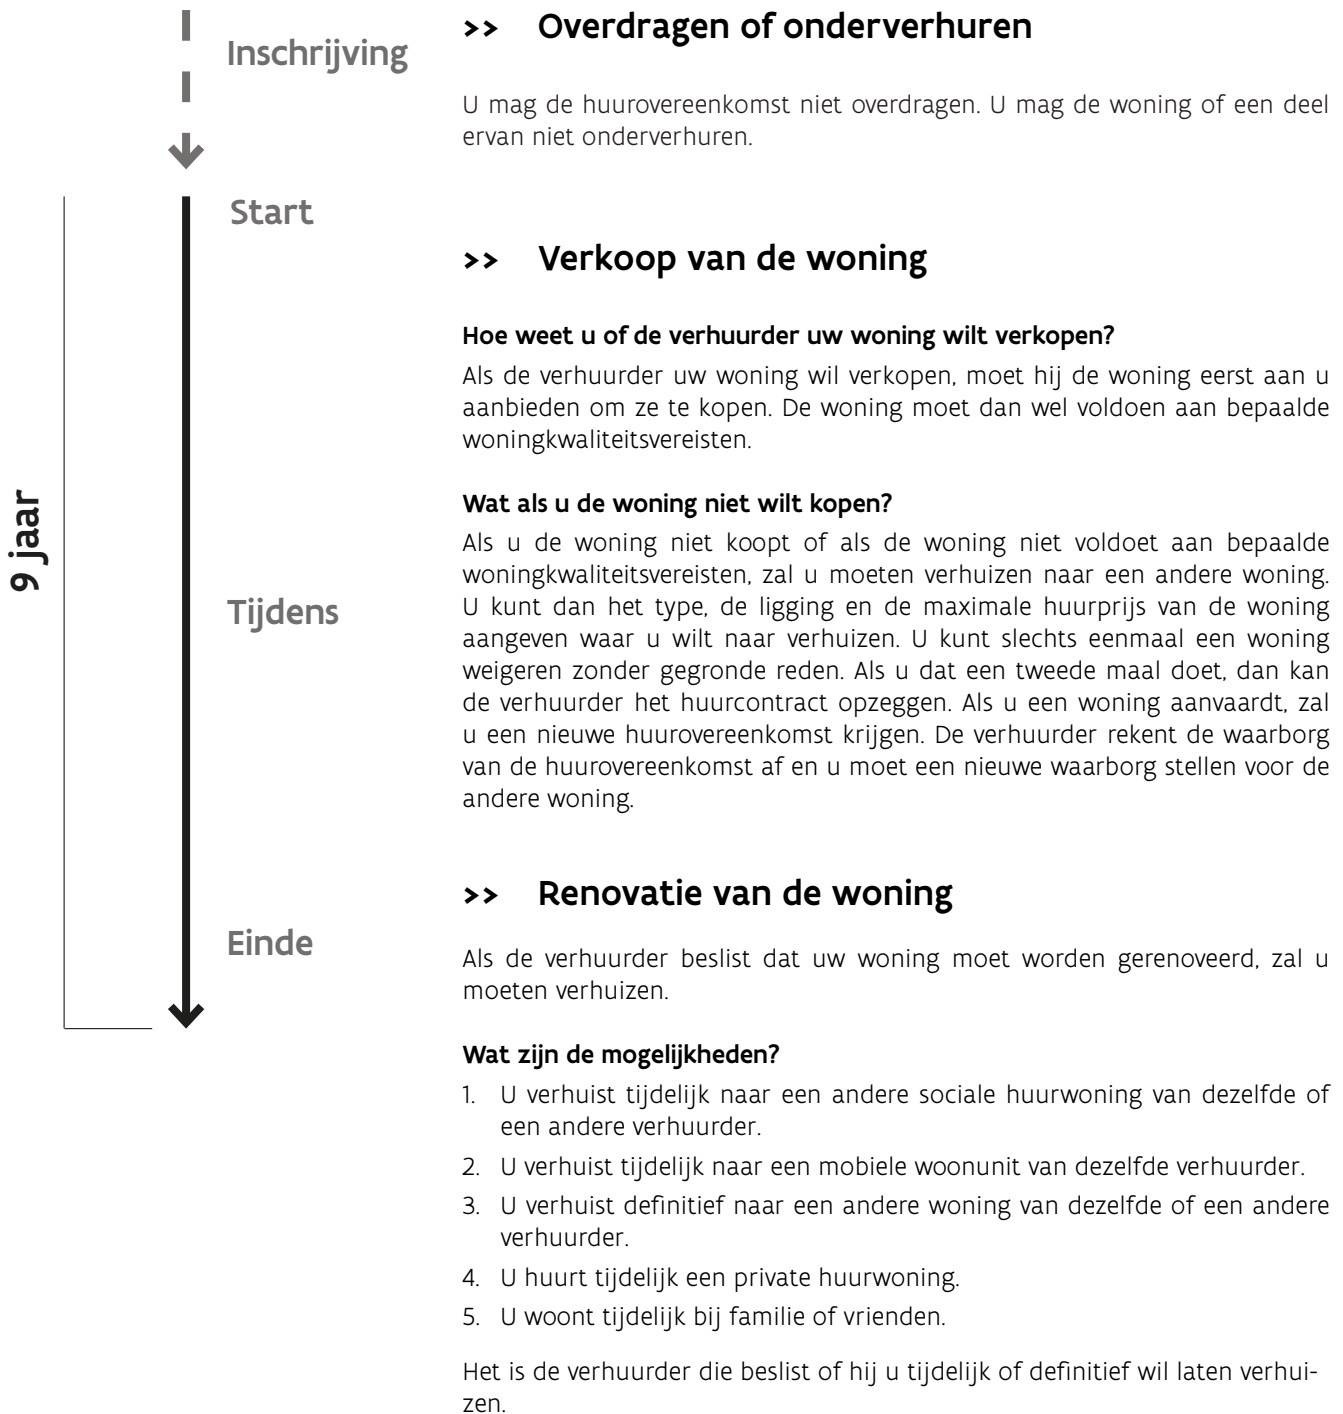 Inschrijving
Start
9 jaar
Tijdens
Einde
>> Overdragen of onderverhuren
U mag de huurovereenkomst niet overdragen. U mag de woning of een deel
ervan niet onderverhuren.
>> Verkoop van de woning
Hoe weet u of de verhuurder uw woning wilt verkopen?
Als de verhuurder uw woning wil verkopen, moet hij de woning eerst aan u
aanbieden om ze te kopen. De woning moet dan wel voldoen aan bepaalde
woningkwaliteitsvereisten.
Wat als u de woning niet wilt kopen?
Als u de woning niet koopt of als de woning niet voldoet aan bepaalde
woningkwaliteitsvereisten, zal u moeten verhuizen naar een andere woning.
U kunt dan het type, de ligging en de maximale huurprijs van de woning
aangeven waar u wilt naar verhuizen. U kunt slechts eenmaal een woning
weigeren zonder gegronde reden. Als u dat een tweede maal doet, dan kan
de verhuurder het huurcontract opzeggen. Als u een woning aanvaardt, zal
u een nieuwe huurovereenkomst krijgen. De verhuurder rekent de waarborg
van de huurovereenkomst af en u moet een nieuwe waarborg stellen voor de
andere woning.
>> Renovatie van de woning
Als de verhuurder beslist dat uw woning moet worden gerenoveerd, zal u
moeten verhuizen.
Wat zijn de mogelijkheden?
1. U verhuist tijdelijk naar een andere sociale huurwoning van dezelfde of
een andere verhuurder.
2. U verhuist tijdelijk naar een mobiele woonunit van dezelfde verhuurder.
3. U verhuist definitief naar een andere woning van dezelfde of een andere
verhuurder.
4. U huurt tijdelijk een private huurwoning.
5. U woont tijdelijk bij familie of vrienden.
Het is de verhuurder die beslist of hij u tijdelijk of definitief wil laten verhui-
zen.